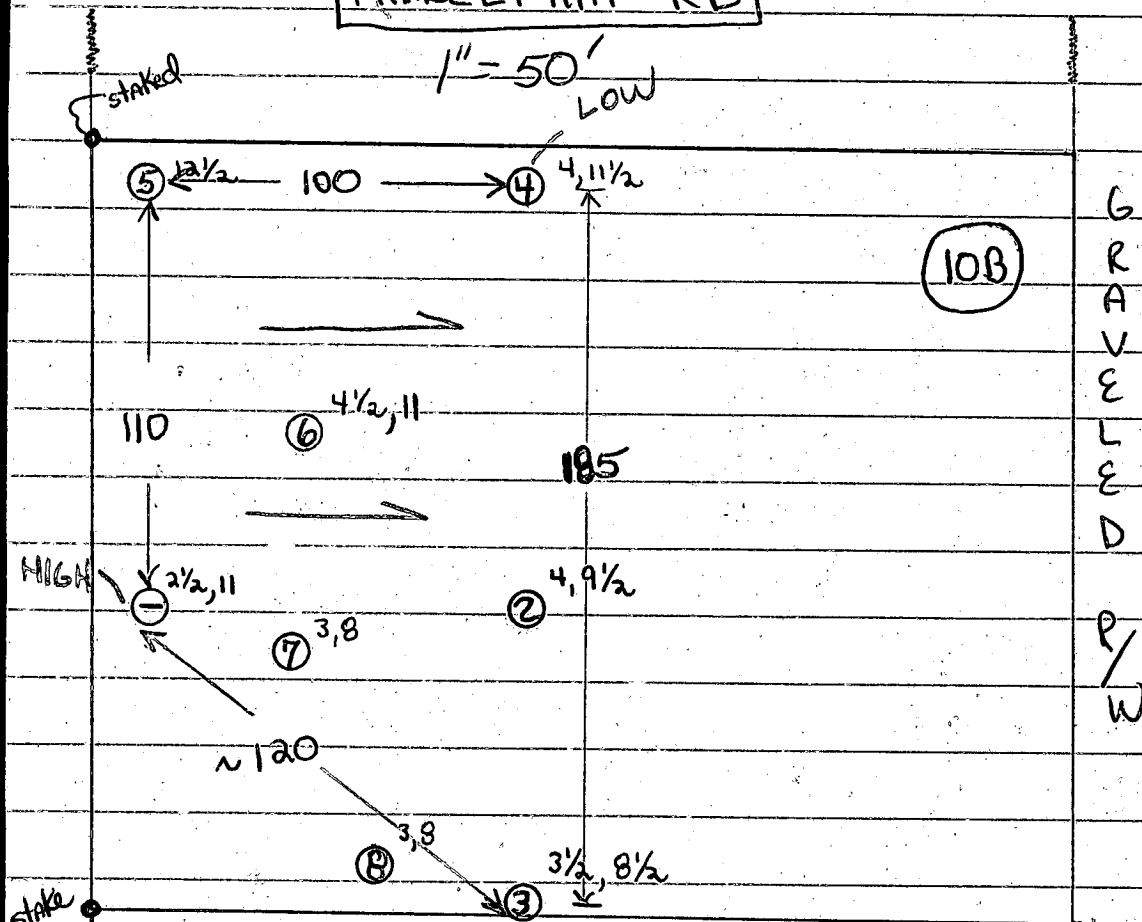 1" = 50'
staked
LOW
5 12½ 100 4 4, 11½
10B
GRAVELED P/W
110
6 4½, 11
185
HIGH
1 2½, 11
2 4, 9½
7 3, 8
~ 120
8 3, 8
3 3½, 8½
stake